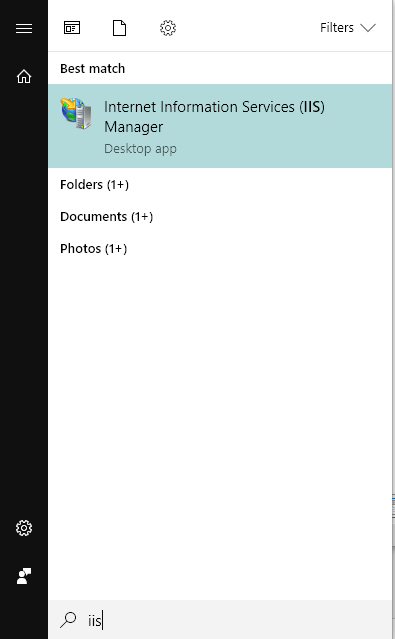 Filters
Best match
Internet Information Services (IIS)
Manager
Desktop app
Folders (1+)
Documents (1+)
Photos (1+)
iis